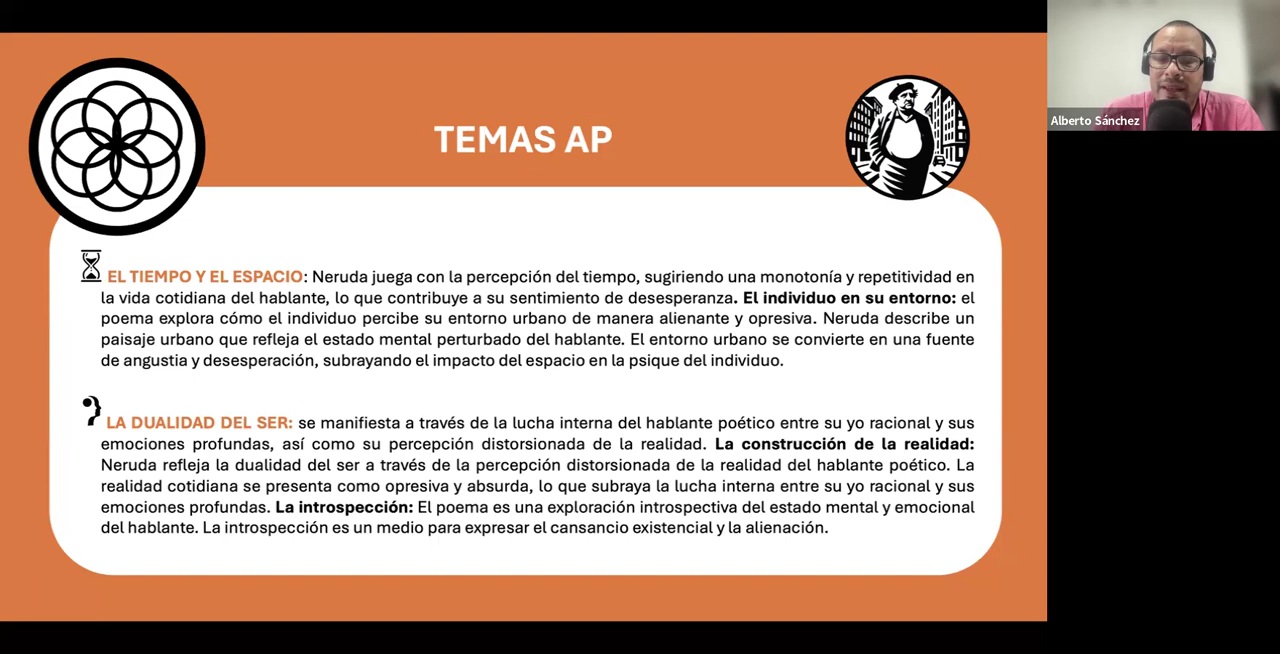 TEMAS AP
Alberto Sánchez
EL TIEMPO Y EL ESPACIO: Neruda juega con la percepción del tiempo, sugiriendo una monotonía y repetitividad en
la vida cotidiana del hablante, lo que contribuye a su sentimiento de desesperanza. El individuo en su entorno: el
poema explora cómo el individuo percibe su entorno urbano de manera alienante y opresiva. Neruda describe un
paisaje urbano que refleja el estado mental perturbado del hablante. El entorno urbano se convierte en una fuente
de angustia y desesperación, subrayando el impacto del espacio en la psique del individuo.
LA DUALIDAD DEL SER: se manifiesta a través de la lucha interna del hablante poético entre su yo racional y sus
emociones profundas, así como su percepción distorsionada de la realidad. La construcción de la realidad:
Neruda refleja la dualidad del ser a través de la percepción distorsionada de la realidad del hablante poético. La
realidad cotidiana se presenta como opresiva y absurda, lo que subraya la lucha interna entre su yo racional y sus
emociones profundas. La introspección: El poema es una exploración introspectiva del estado mental y emocional
del hablante. La introspección es un medio para expresar el cansancio existencial y la alienación.